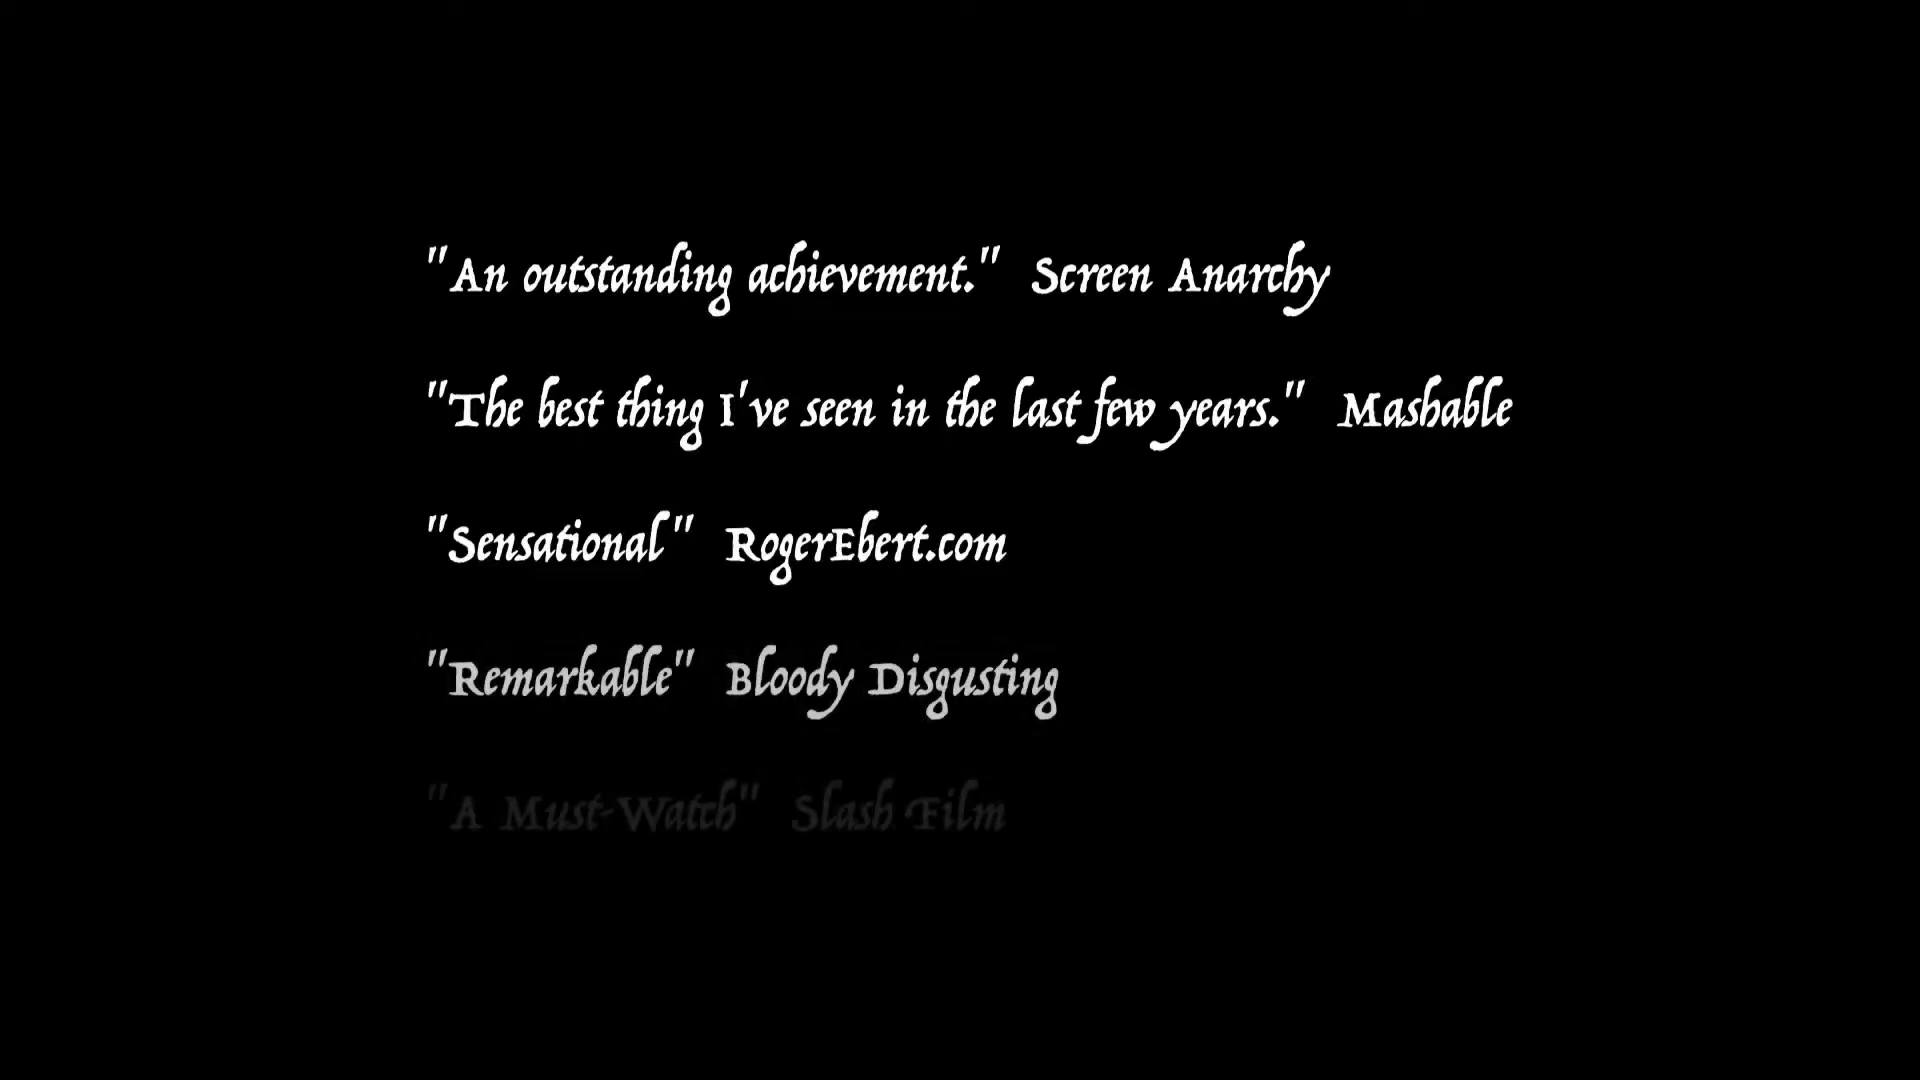 "An outstanding achievement." Screen Anarchy
"The best thing I've seen in the last few years." Mashable
"Sensational" RogerEbert.com
"Remarkable" Bloody Disgusting
"A Must-Watch" Slash Film